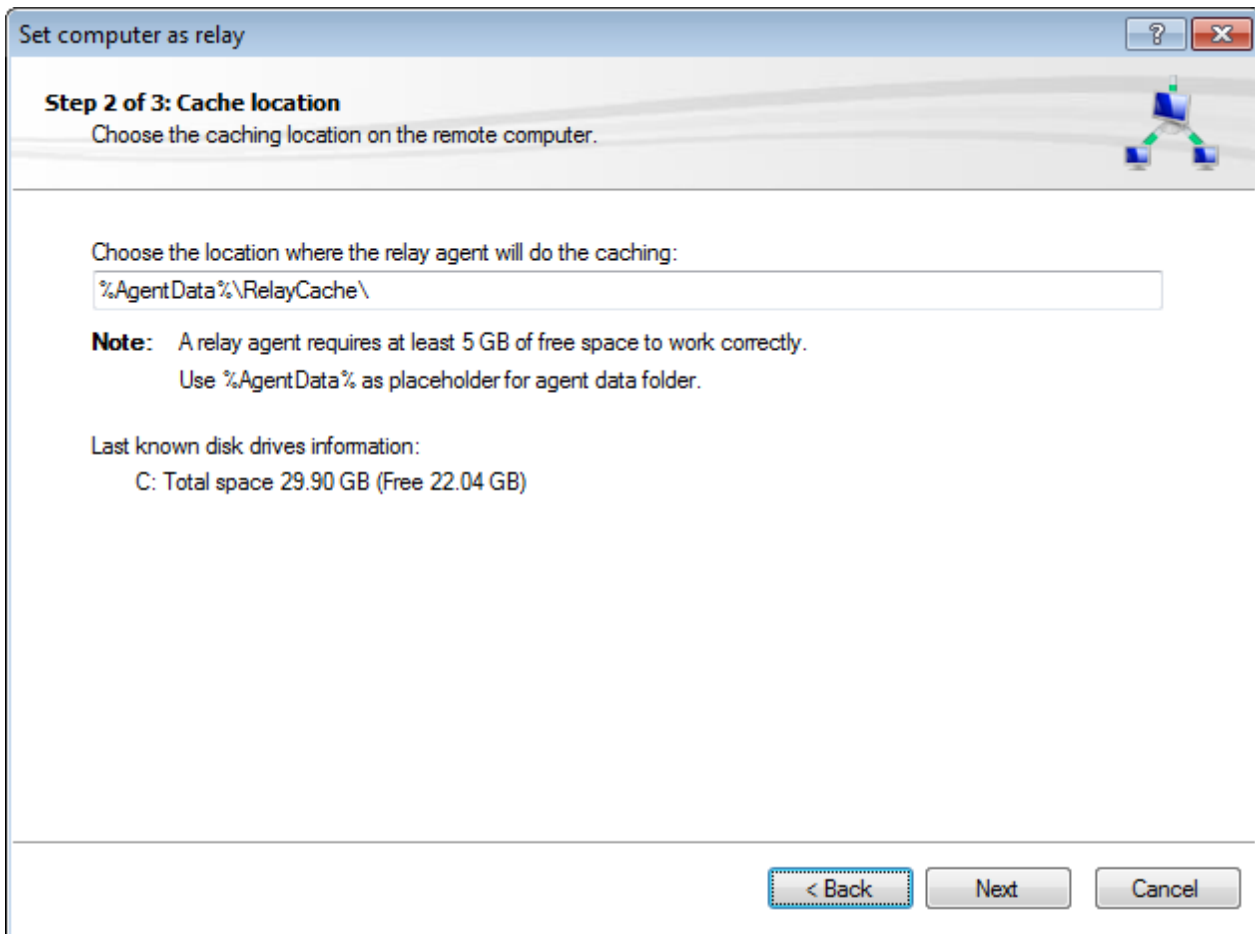 Set computer as relay
?
Step 2 of 3: Cache location
Choose the caching location on the remote computer.
Choose the location where the relay agent will do the caching:
%AgentData%\RelayCache\
Note: A relay agent requires at least 5 GB of free space to work correctly.
Use %AgentData% as placeholder for agent data folder.
Last known disk drives information:
C: Total space 29.90 GB (Free 22.04 GB)
< Back Next Cancel